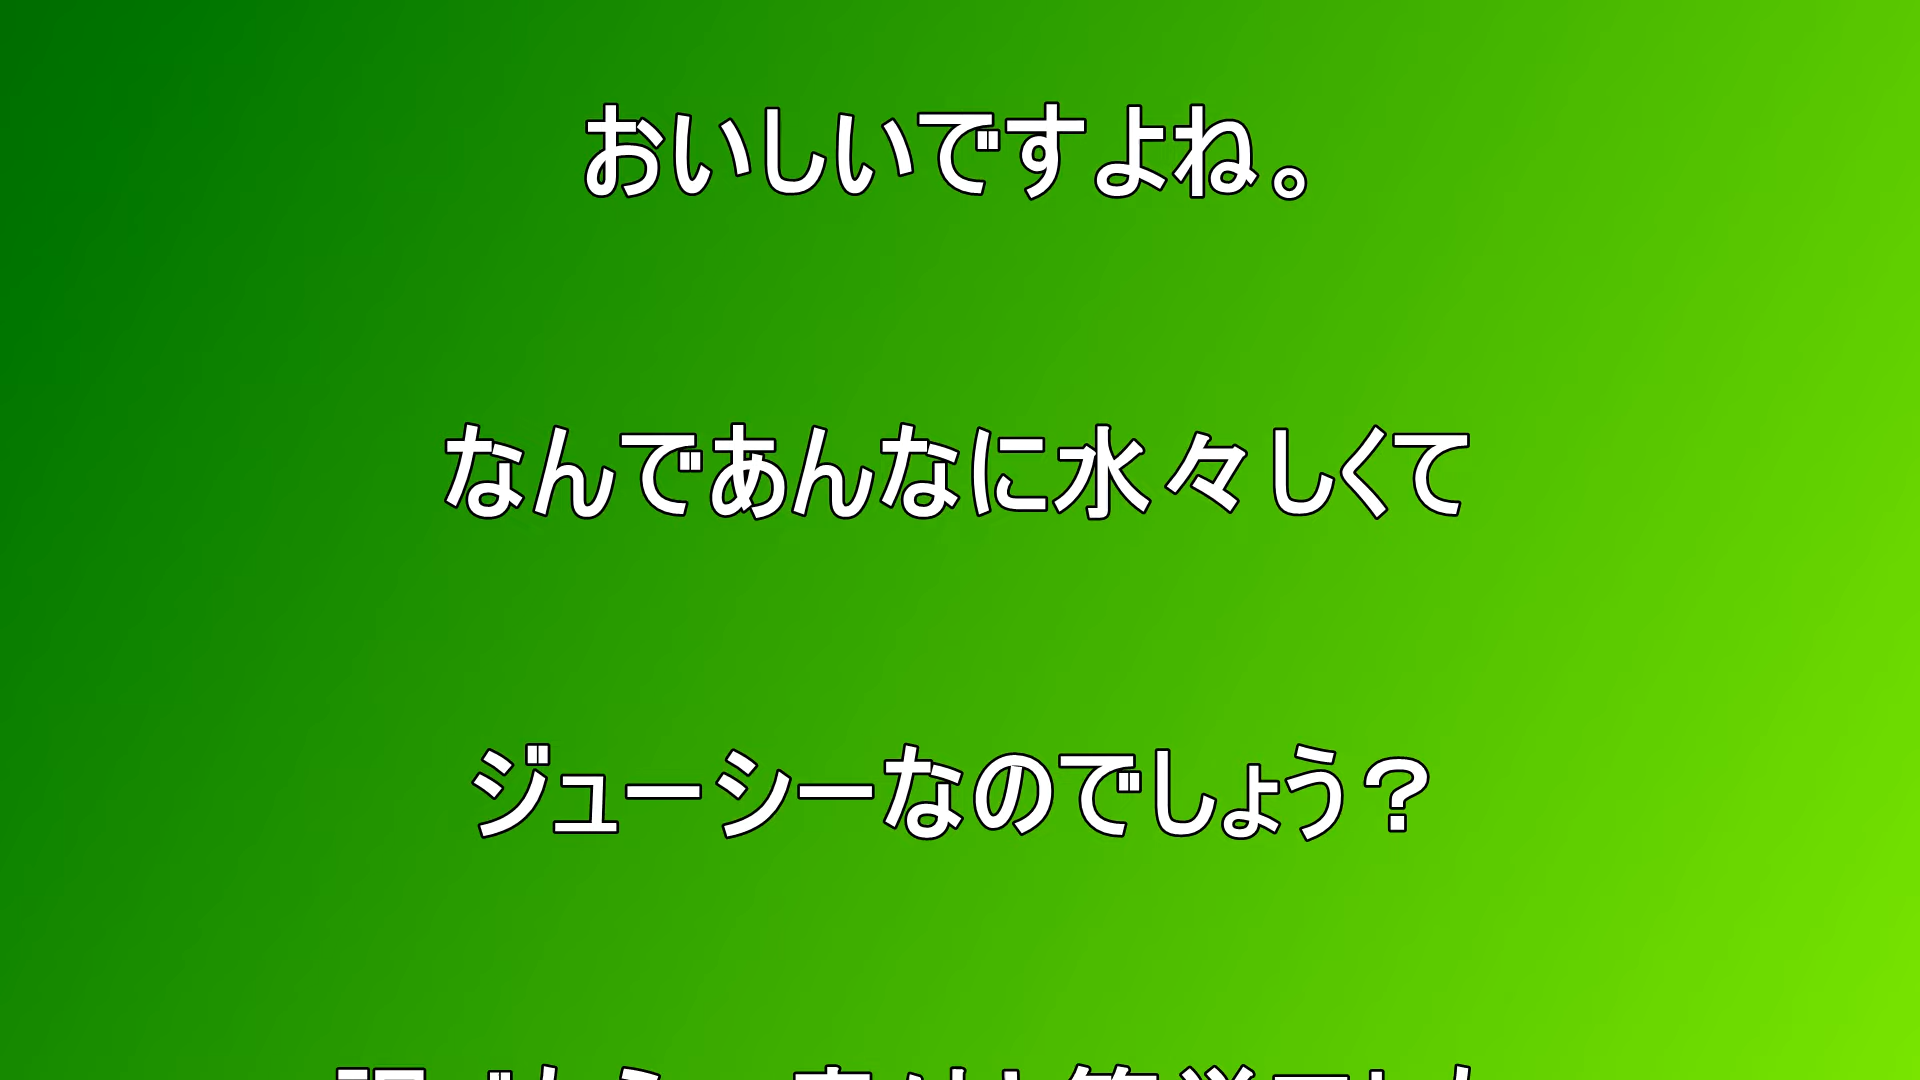 おいしいですよね。
なんであんなに水々しくて
ジューシーなのでしょう？